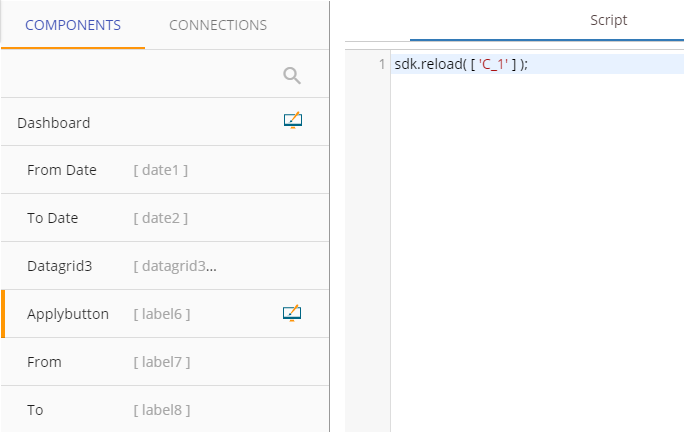 COMPONENTS CONNECTIONS
Script
1 sdk.reload( [ 'C_1' ] );
Dashboard
From Date [ date1 ]
To Date [ date2 ]
Datagrid3 [ datagrid3...
Applybutton [ label6 ]
From [ label7 ]
To [ label8 ]